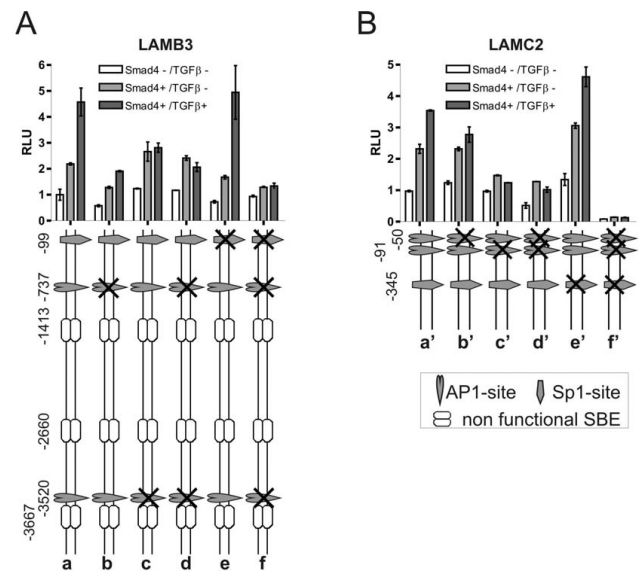 A
LAMB3
6
5
4
3
2
1
0
RLU
Smad4 - /TGFβ -
Smad4+ /TGFβ -
Smad4+ /TGFβ+
-99
-737
-1413
-2660
-3520
-3667
a b c d e f
B
LAMC2
5
4
3
2
1
0
RLU
Smad4 - /TGFβ -
Smad4+ /TGFβ -
Smad4+ /TGFβ+
-50
-91
-345
a' b' c' d' e' f'
AP1-site Sp1-site
non functional SBE